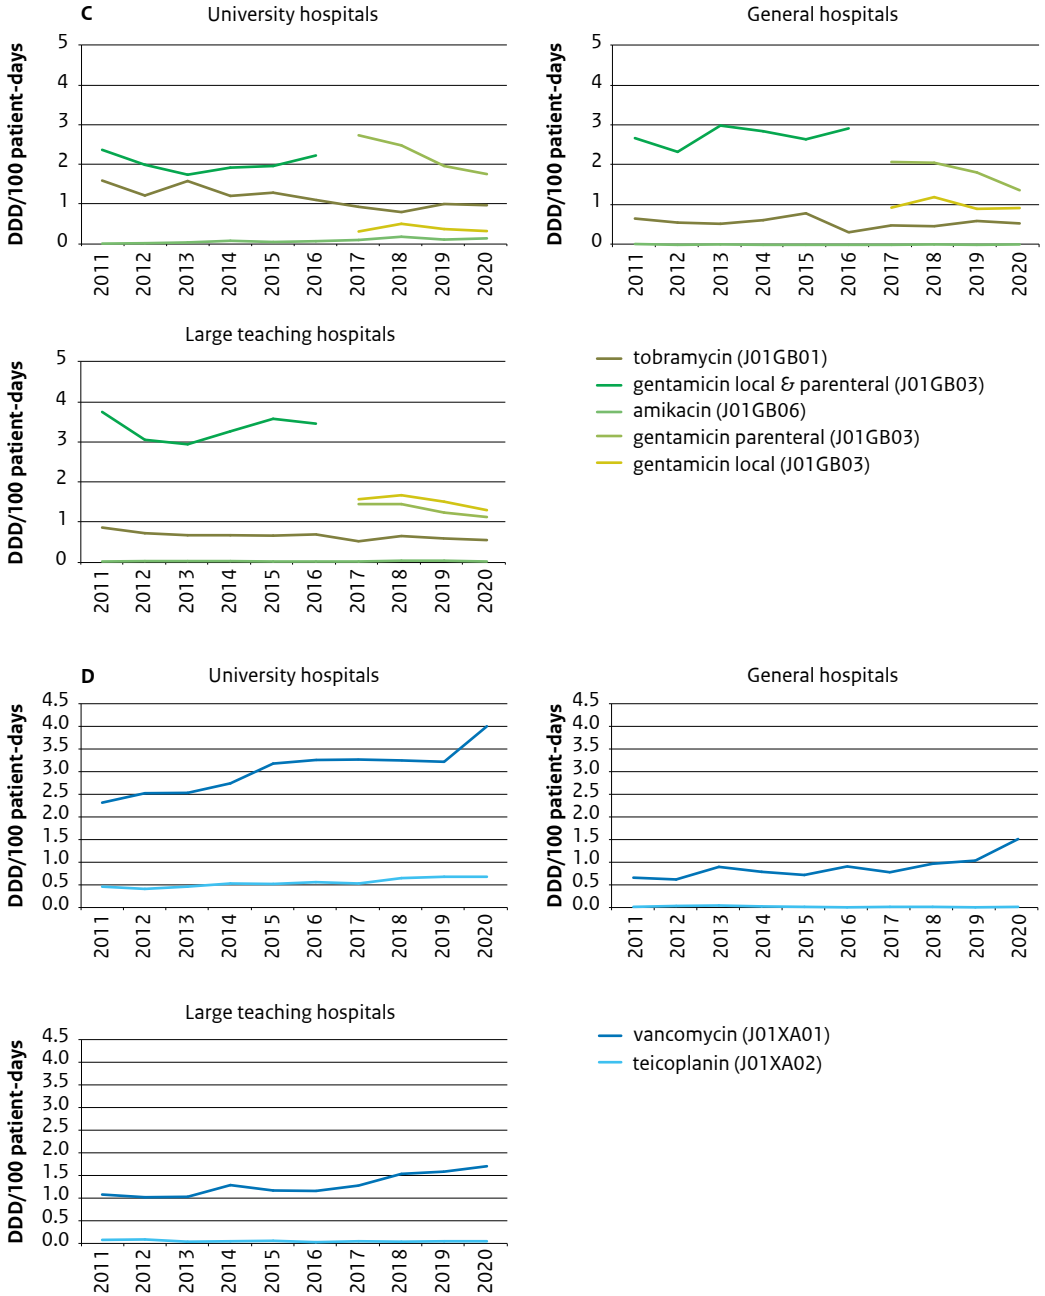 C
University hospitals
DDD/100 patient-days
5
4
3
2
1
0
2011 2012 2013 2014 2015 2016 2017 2018 2019 2020
General hospitals
DDD/100 patient-days
5
4
3
2
1
0
2011 2012 2013 2014 2015 2016 2017 2018 2019 2020
Large teaching hospitals
DDD/100 patient-days
5
4
3
2
1
0
2011 2012 2013 2014 2015 2016 2017 2018 2019 2020
tobramycin (J01GB01)
gentamicin local & parenteral (J01GB03)
amikacin (J01GB06)
gentamicin parenteral (J01GB03)
gentamicin local (J01GB03)
D
University hospitals
DDD/100 patient-days
4.5
4.0
3.5
3.0
2.5
2.0
1.5
1.0
0.5
0.0
2011 2012 2013 2014 2015 2016 2017 2018 2019 2020
General hospitals
DDD/100 patient-days
4.5
4.0
3.5
3.0
2.5
2.0
1.5
1.0
0.5
0.0
2011 2012 2013 2014 2015 2016 2017 2018 2019 2020
Large teaching hospitals
DDD/100 patient-days
4.5
4.0
3.5
3.0
2.5
2.0
1.5
1.0
0.5
0.0
2011 2012 2013 2014 2015 2016 2017 2018 2019 2020
vancomycin (J01XA01)
teicoplanin (J01XA02)